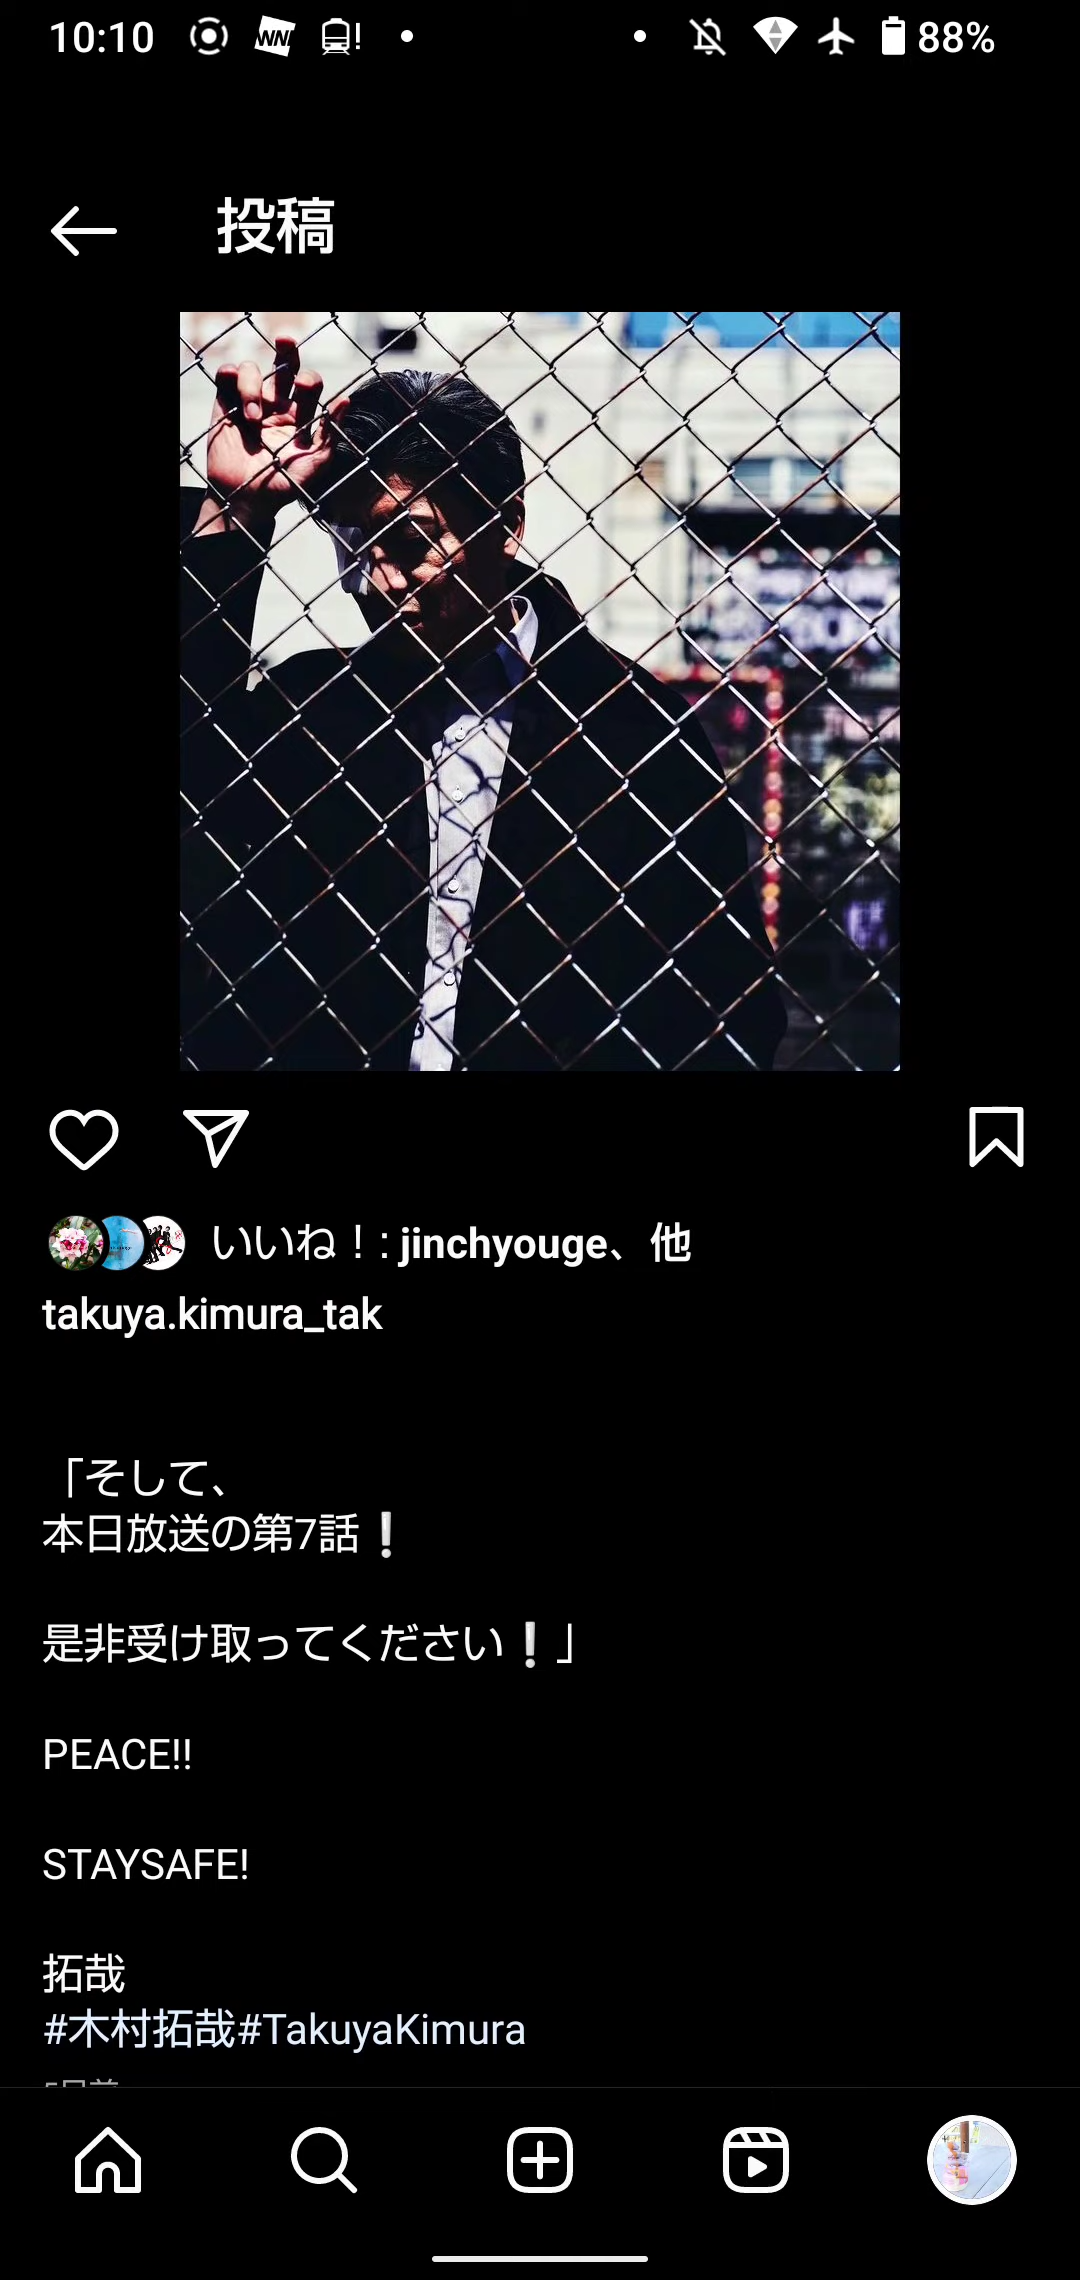 10:10 WN ! 88%
投稿
いいね！: jinchyouge、他
takuya.kimura_tak
「そして、
本日放送の第7話❕
是非受け取ってください❕」
PEACE!!
STAYSAFE!
拓哉
#木村拓哉#TakuyaKimura